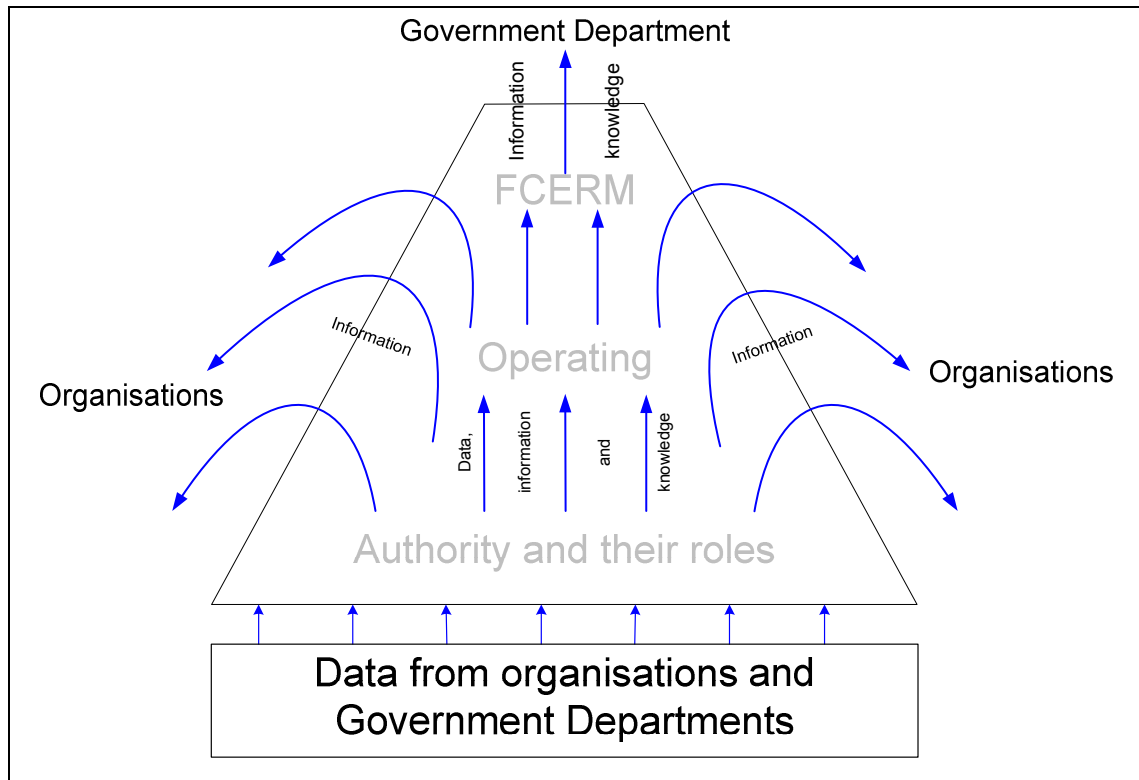 Government Department
Information
knowledge
FCERM
Information
Operating
Information
Organisations
Organisations
Data,
information
and
knowledge
Authority and their roles
Data from organisations and
Government Departments